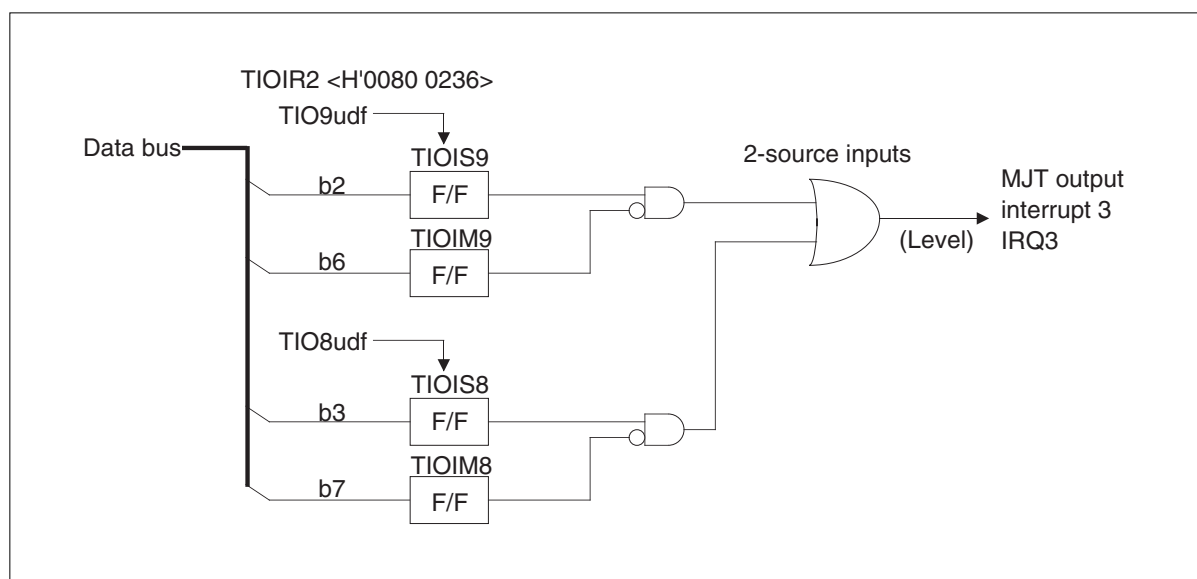 TIOIR2 <H'0080 0236>
TIO9udf
Data bus
TIOIS9
2-source inputs
b2
F/F
MJT output
interrupt 3
IRQ3
(Level)
TIOIM9
b6
F/F
TIO8udf
TIOIS8
b3
F/F
TIOIM8
b7
F/F